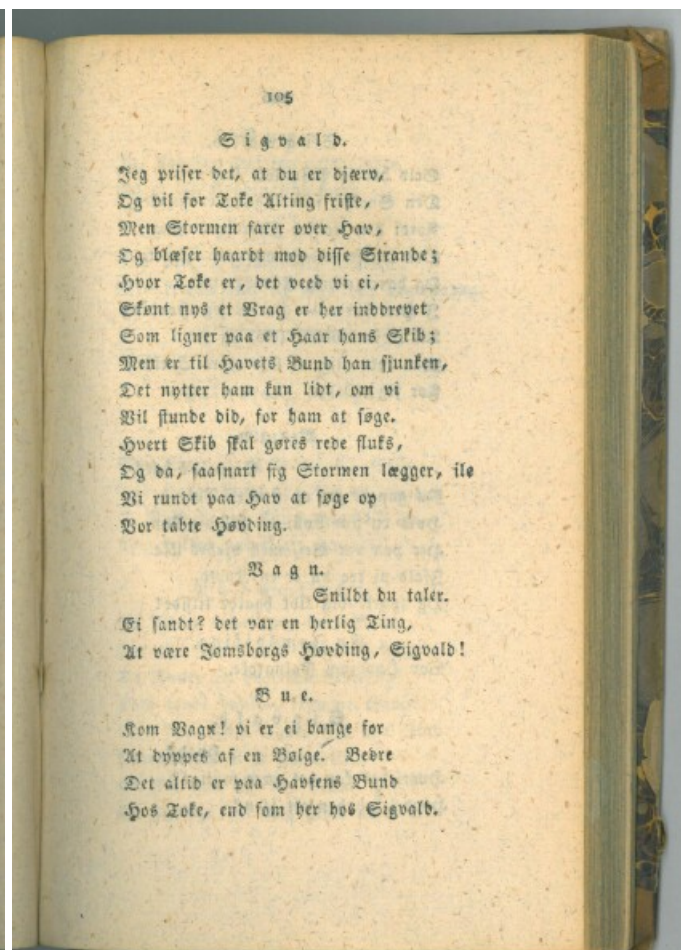 105
Sigvald.
Jeg priser det, at du er djærv,
Og vil for Toke Alting friste,
Men Stormen farer over Hav,
Og blæser haardt mod disse Strande;
Hvor Toke er, det veed vi ei,
Skønt nys et Vrag er her inddrevet
Som ligner paa et Haar hans Skib;
Men er til Havets Bund han sjunken,
Det nytter ham kun lidt, om vi
Vil stunde did, for ham at søge.
Hvert Skib skal gøres rede fluks,
Og da, saasnart sig Stormen lægger, ile
Vi rundt paa Hav at søge op
Vor tabte Høvding.
Vagn.
Snildt du taler.
Ei sandt? det var en herlig Ting,
At være Jomsborgs Høvding, Sigvald!
Bue.
Kom Vagn! vi er ei bange for
At dyppes af en Bølge. Bedre
Det altid er paa Havsens Bund
Hos Toke, end som her hos Sigvald.